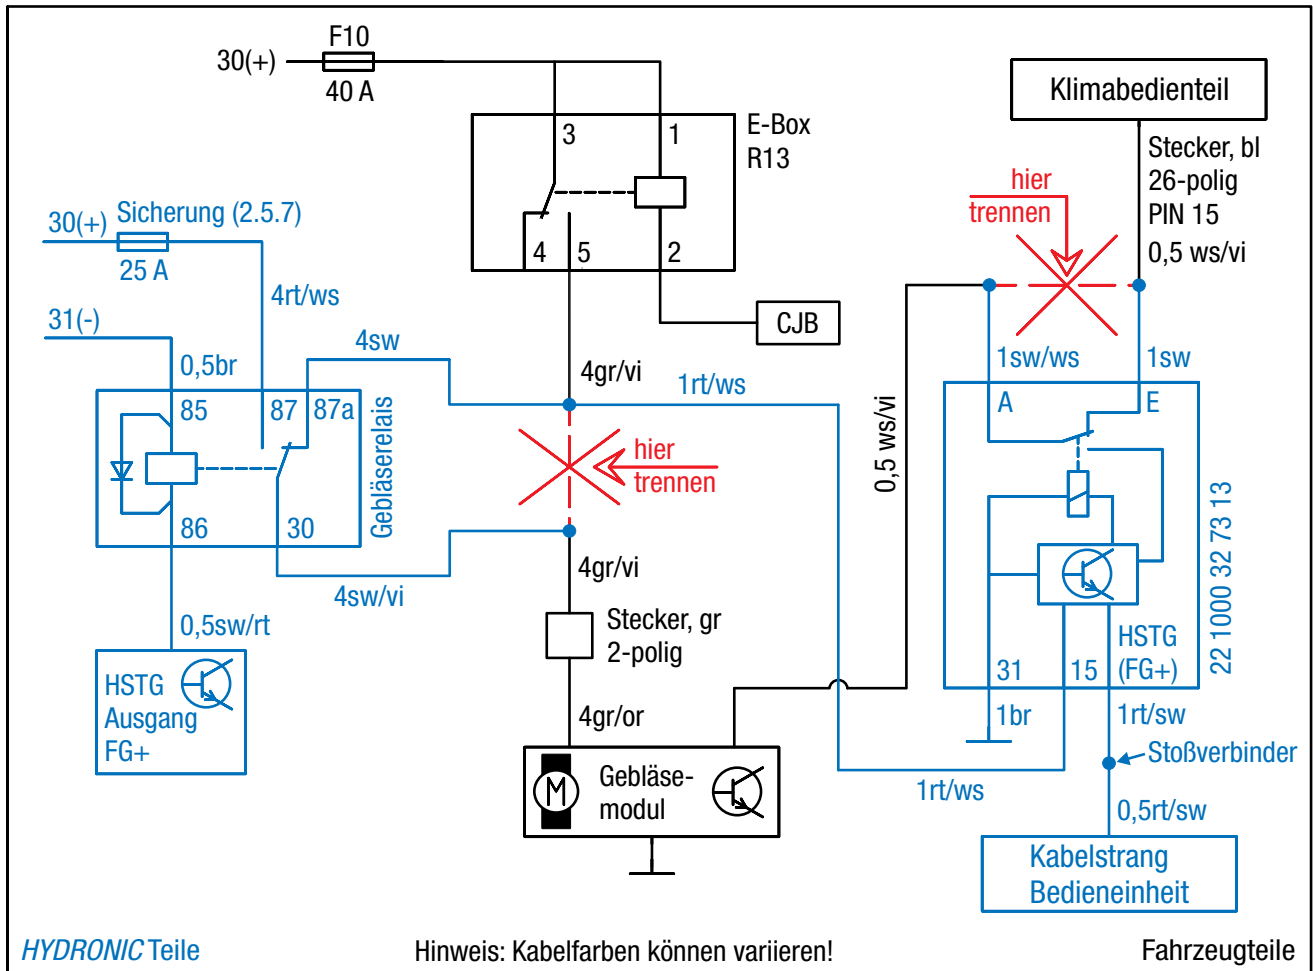 F10
30(+)
40 A
E-Box
R13
3
1
4
5
2
CJB
Klimabedienteil
Stecker, bl
26-polig
PIN 15
0,5 ws/vi
hier
trennen
30(+)
Sicherung (2.5.7)
25 A
4rt/ws
31(-)
0,5br
4sw
85
87
87a
86
30
Gebläserelais
4sw/vi
0,5sw/rt
HSTG
Ausgang
FG+
4gr/vi
1rt/ws
hier
trennen
4gr/vi
Stecker, gr
2-polig
4gr/or
M
Gebläse-
modul
0,5 ws/vi
1sw/ws
1sw
A
E
HSTG
(FG+)
31
15
22 1000 32 73 13
1br
1rt/sw
Stoßverbinder
1rt/ws
0,5rt/sw
Kabelstrang
Bedieneinheit
HYDRONIC Teile
Hinweis: Kabelfarben können variieren!
Fahrzeugteile